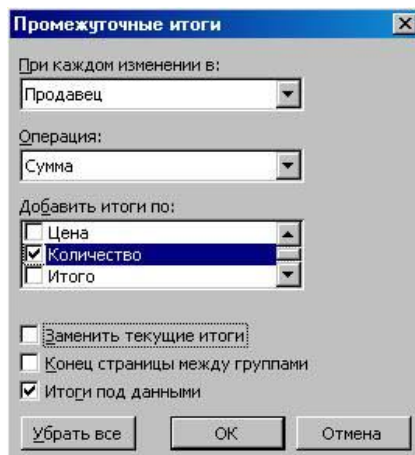 Промежуточные итоги
При каждом изменении в:
Продавец
Операция:
Сумма
Добавить итоги по:
Цена
Количество
Итого
Заменить текущие итоги
Конец страницы между группами
Итоги под данными
Убрать все
ОК
Отмена